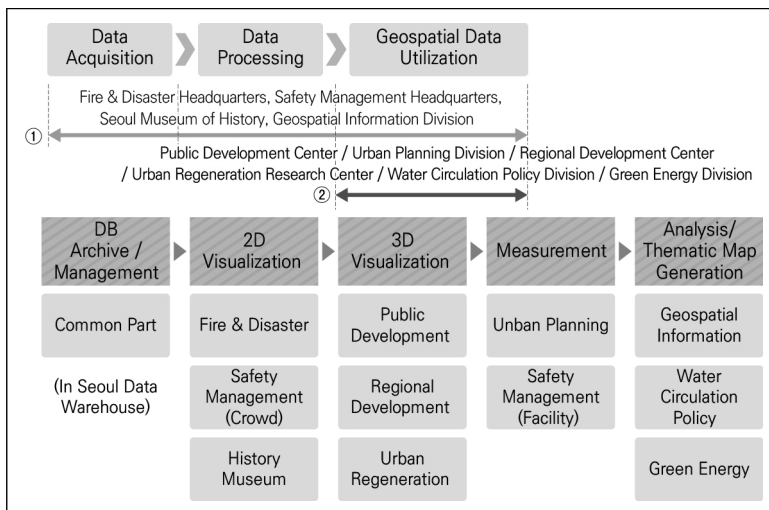 Data
Acquisition
Data
Processing
Geospatial Data
Utilization
Fire & Disaster Headquarters, Safety Management Headquarters,
Seoul Museum of History, Geospatial Information Division
①
Public Development Center / Urban Planning Division / Regional Development Center
/ Urban Regeneration Research Center / Water Circulation Policy Division / Green Energy Division
②
DB
Archive /
Management
2D
Visualization
3D
Visualization
Measurement
Analysis/
Thematic Map
Generation
Common Part
Fire & Disaster
Public
Development
Unban Planning
Geospatial
Information
(In Seoul Data
Warehouse)
Safety
Management
(Crowd)
Regional
Development
Safety
Management
(Facility)
Water
Circulation
Policy
History
Museum
Urban
Regeneration
Green Energy